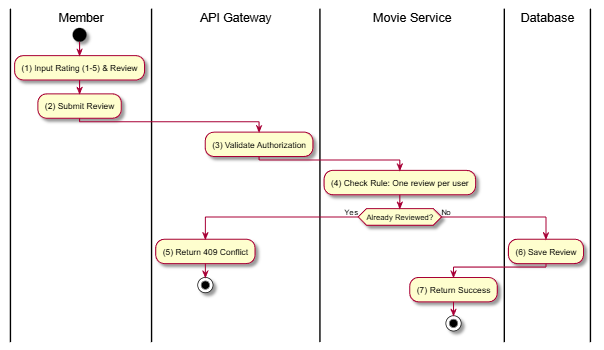 Member
API Gateway
Movie Service
Database
(1) Input Rating (1-5) & Review
(2) Submit Review
(3) Validate Authorization
(4) Check Rule: One review per user
Already Reviewed?
Yes
No
(5) Return 409 Conflict
(6) Save Review
(7) Return Success